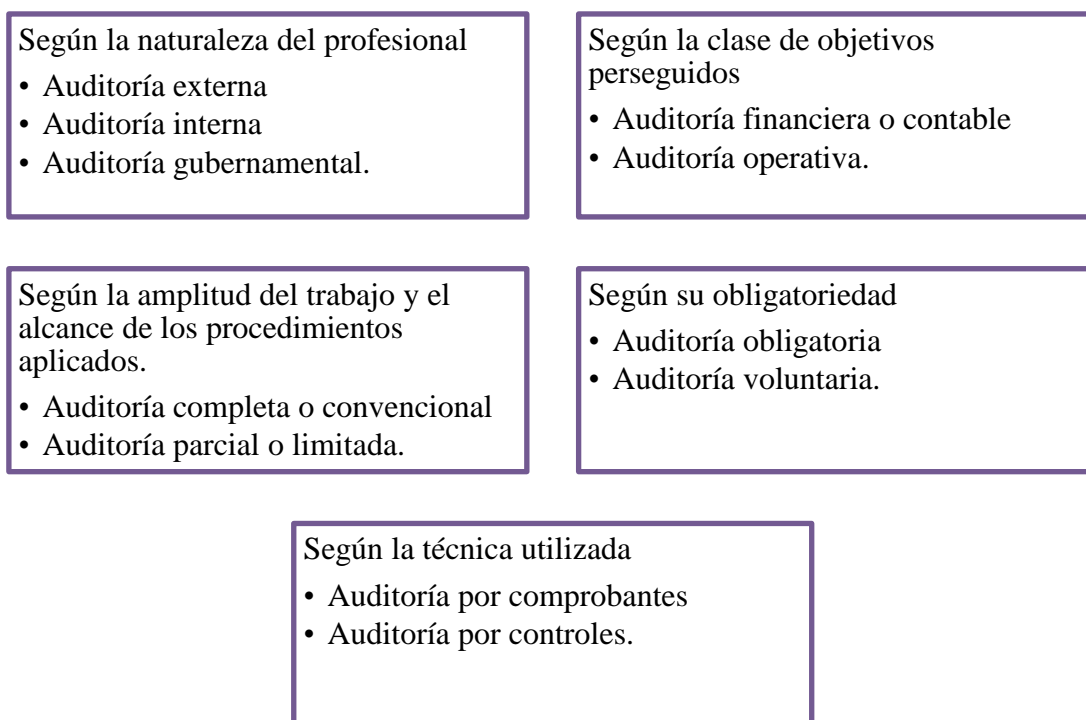 Según la naturaleza del profesional
• Auditoría externa
• Auditoría interna
• Auditoría gubernamental.
Según la clase de objetivos
perseguidos
• Auditoría financiera o contable
• Auditoría operativa.
Según la amplitud del trabajo y el
alcance de los procedimientos
aplicados.
• Auditoría completa o convencional
• Auditoría parcial o limitada.
Según su obligatoriedad
• Auditoría obligatoria
• Auditoría voluntaria.
Según la técnica utilizada
• Auditoría por comprobantes
• Auditoría por controles.